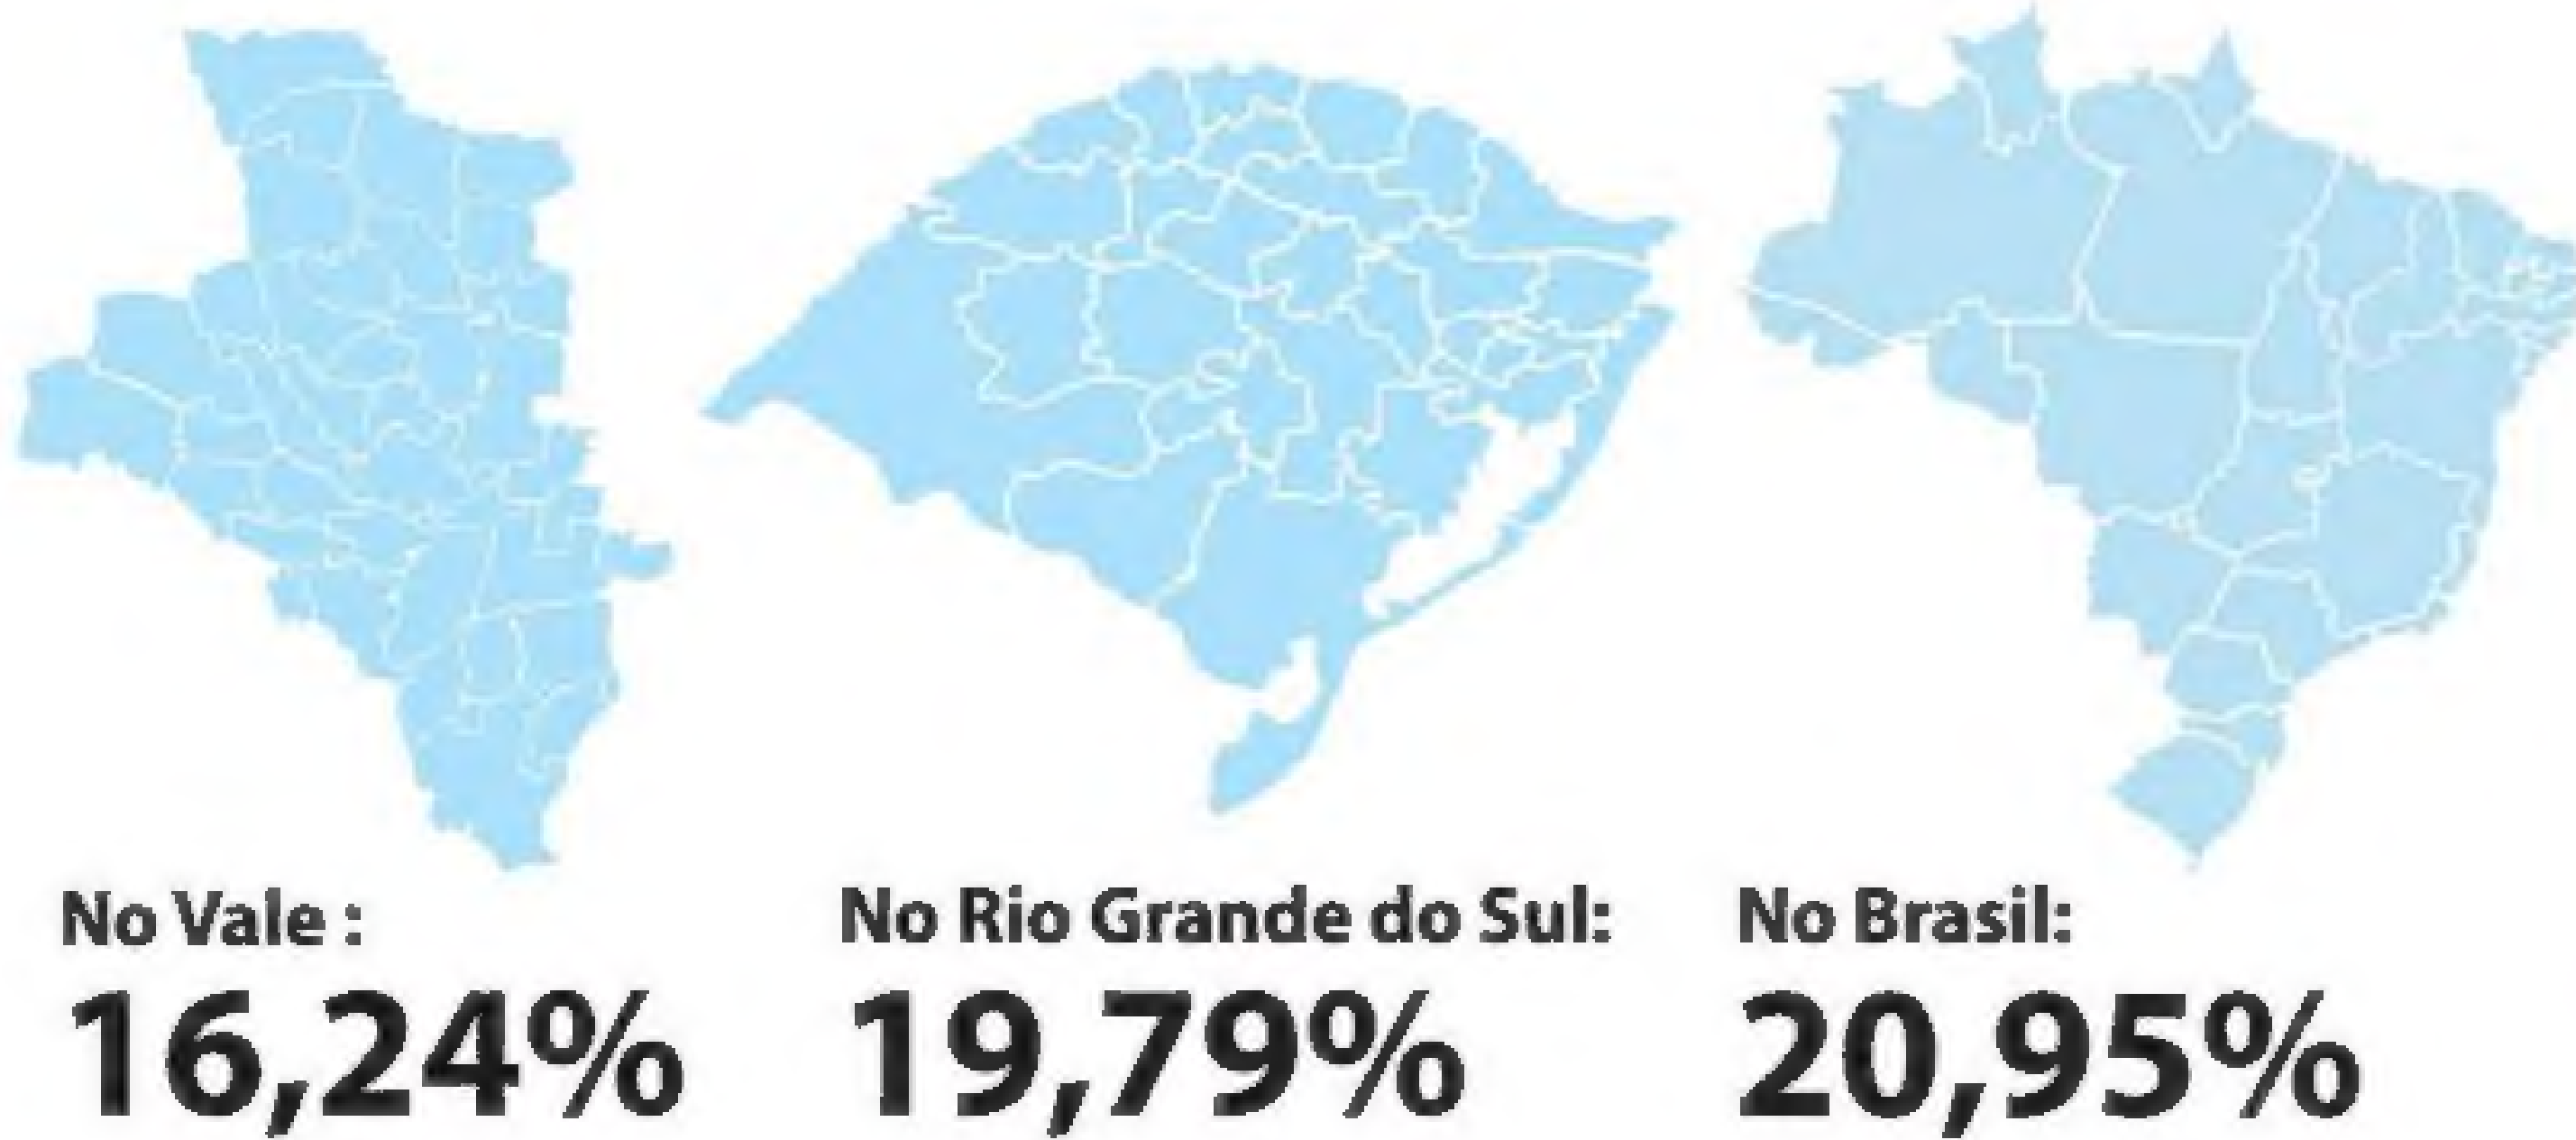 No Vale :
16,24%
No Rio Grande do Sul:
19,79%
No Brasil:
20,95%